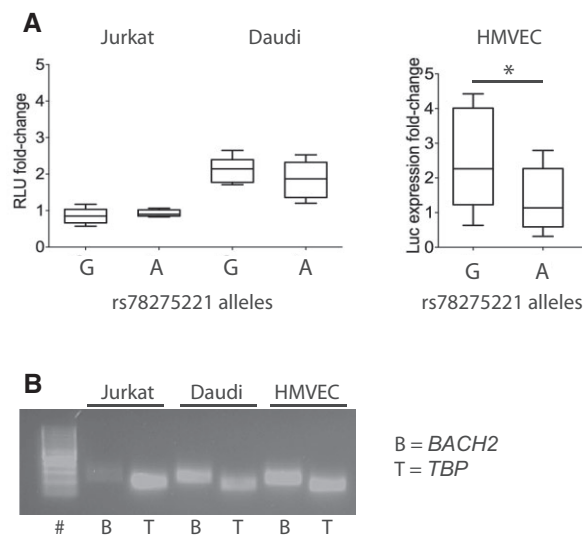 A
Jurkat Daudi HMVEC
RLU fold-change
5
4
3
2
1
0
G A G A
rs78275221 alleles
Luc expression fold-change
5
4
3
2
1
0
*
G A
rs78275221 alleles
B
Jurkat Daudi HMVEC
# B T B T B T
B = BACH2
T = TBP